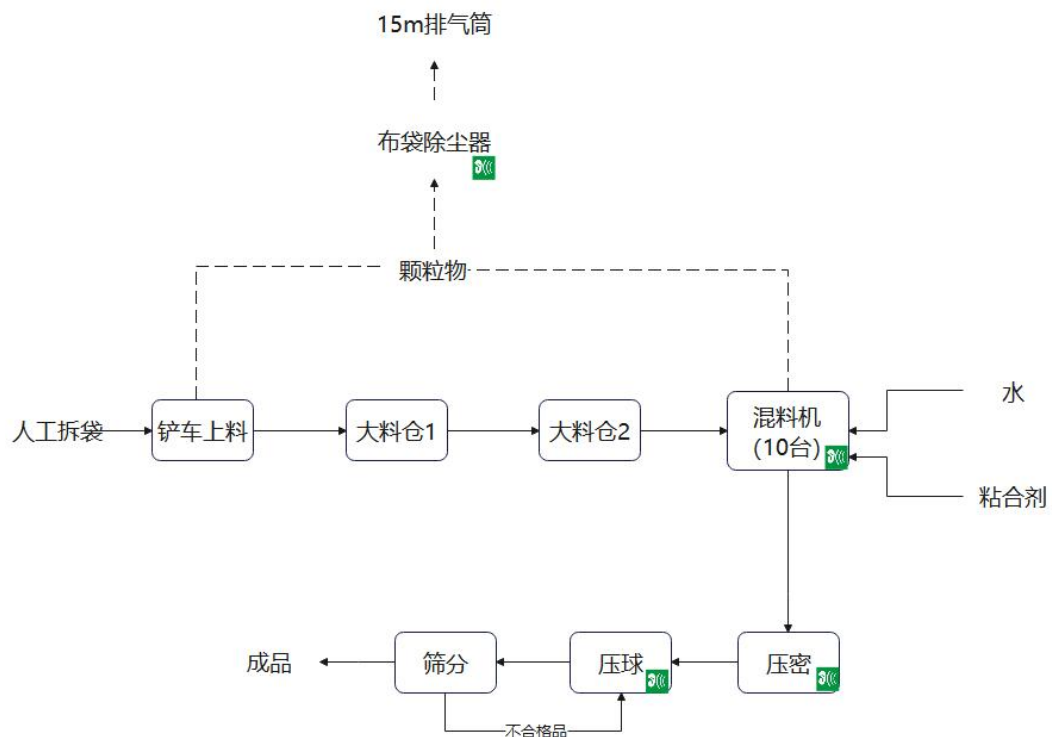 15m排气筒
布袋除尘器
颗粒物
人工拆袋
铲车上料
大料仓1
大料仓2
混料机
(10台)
水
粘合剂
成品
筛分
压球
压密
不合格品